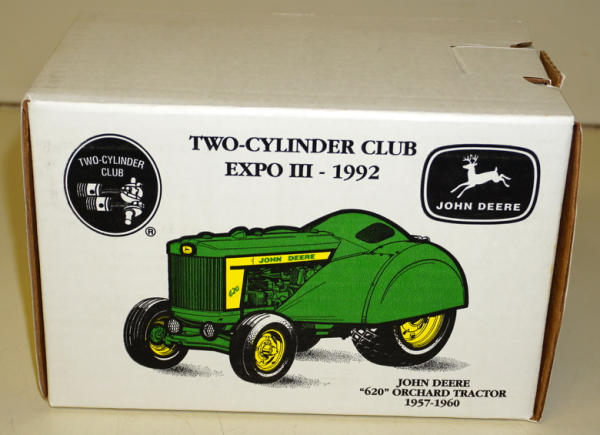 TWO-CYLINDER CLUB
EXPO III - 1992
TWO-CYLINDER
CLUB
®
JOHN DEERE
JOHN DEERE
620
JOHN DEERE
"620" ORCHARD TRACTOR
1957-1960